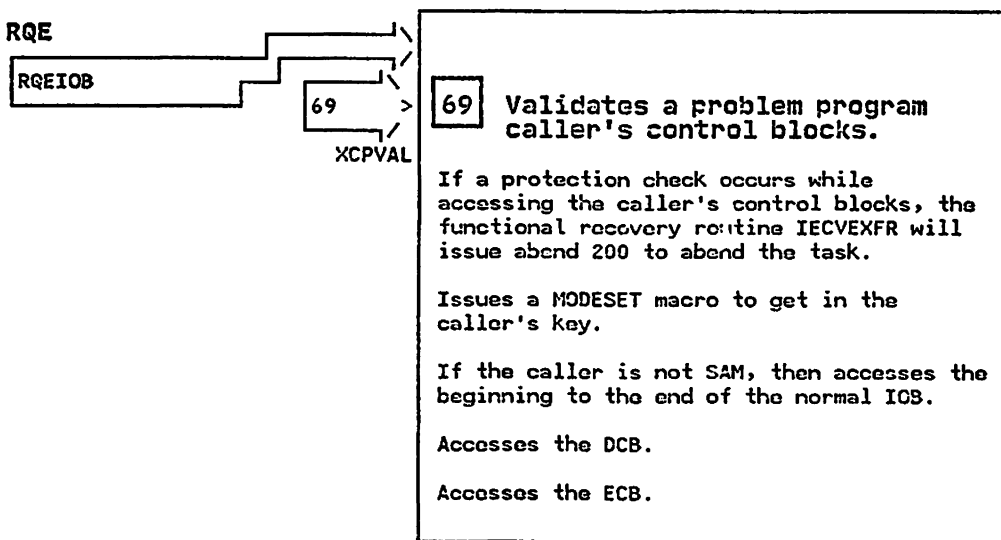 RQE
RQEIOB
69 >
XCPVAL
69 Validates a problem program
caller's control blocks.
If a protection check occurs while
accessing the caller's control blocks, the
functional recovery routine IECVEXFR will
issue abend 200 to abend the task.
Issues a MODESET macro to get in the
caller's key.
If the caller is not SAM, then accesses the
beginning to the end of the normal IOB.
Accesses the DCB.
Accesses the ECB.